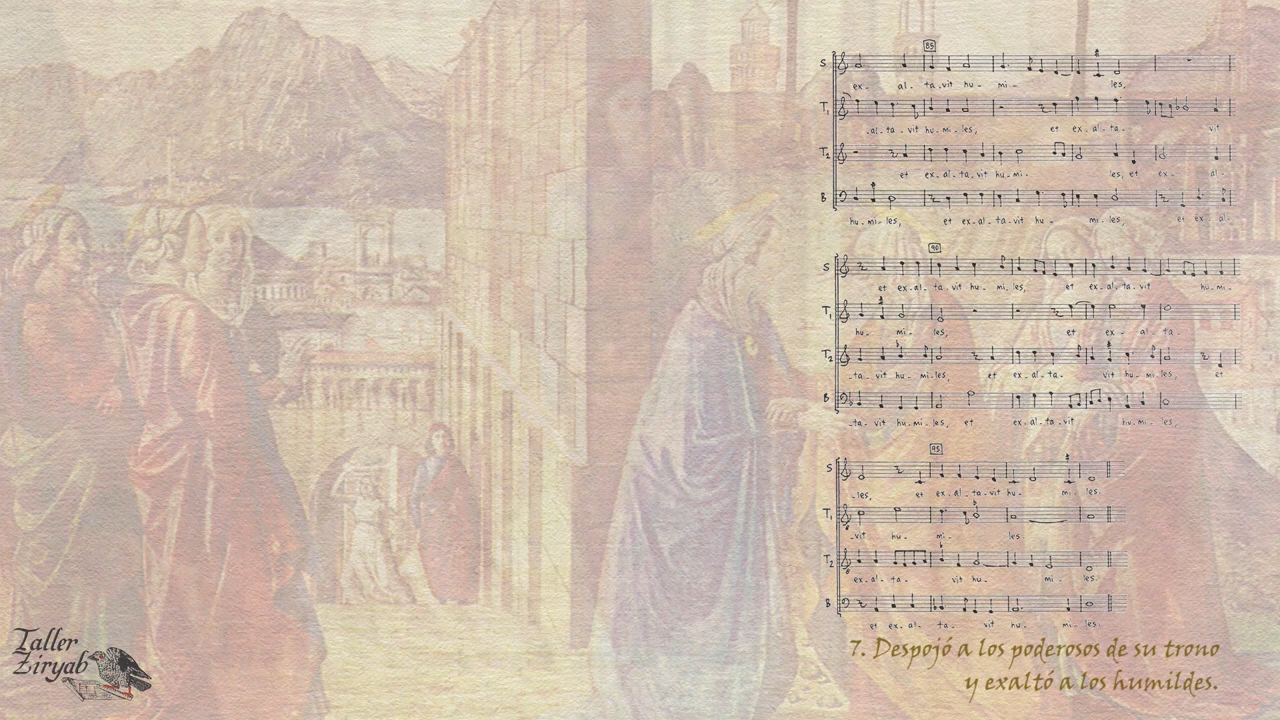 85
S
ex- al- ta-vit hu- mi- les,
T1
-al-ta-vit hu-mi-les, et ex-al-ta- vit
T2
et ex-al-ta-vit hu-mi- les, et ex- al-
B
hu-mi-les, et ex-al-ta-vit hu- mi-les, et ex-al-
90
S
et ex-al-ta-vit hu-mi-les, et ex-al-ta-vit hu-mi-
T1
hu- mi- les, et ex- al- ta-
T2
-ta-vit hu-mi-les, et ex-al-ta- vit hu-mi-les, et
B
-ta-vit hu-mi-les, et ex-al-ta-vit hu-mi-les,
95
S
-les, et ex-al-ta-vit hu- mi-les.
T1
-vit hu- mi- les
T2
ex-al-ta- vit hu- mi- les.
B
et ex-al- ta- vit hu- mi-les.
7. Despojó a los poderosos de su trono
y exaltó a los humildes.
Taller
Ziryab